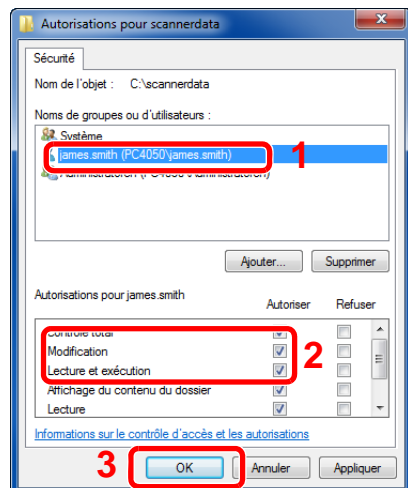 Autorisations pour scannerdata
Sécurité
Nom de l'objet : C:\scannerdata
Noms de groupes ou d'utilisateurs :
Système
james.smith (PC4050\james.smith)
1
Ajouter...
Supprimer
Autorisations pour james.smith
Autoriser
Refuser
Contrôle total
Modification
2
Lecture et exécution
Affichage du contenu du dossier
Lecture
Informations sur le contrôle d'accès et les autorisations
3
OK
Annuler
Appliquer